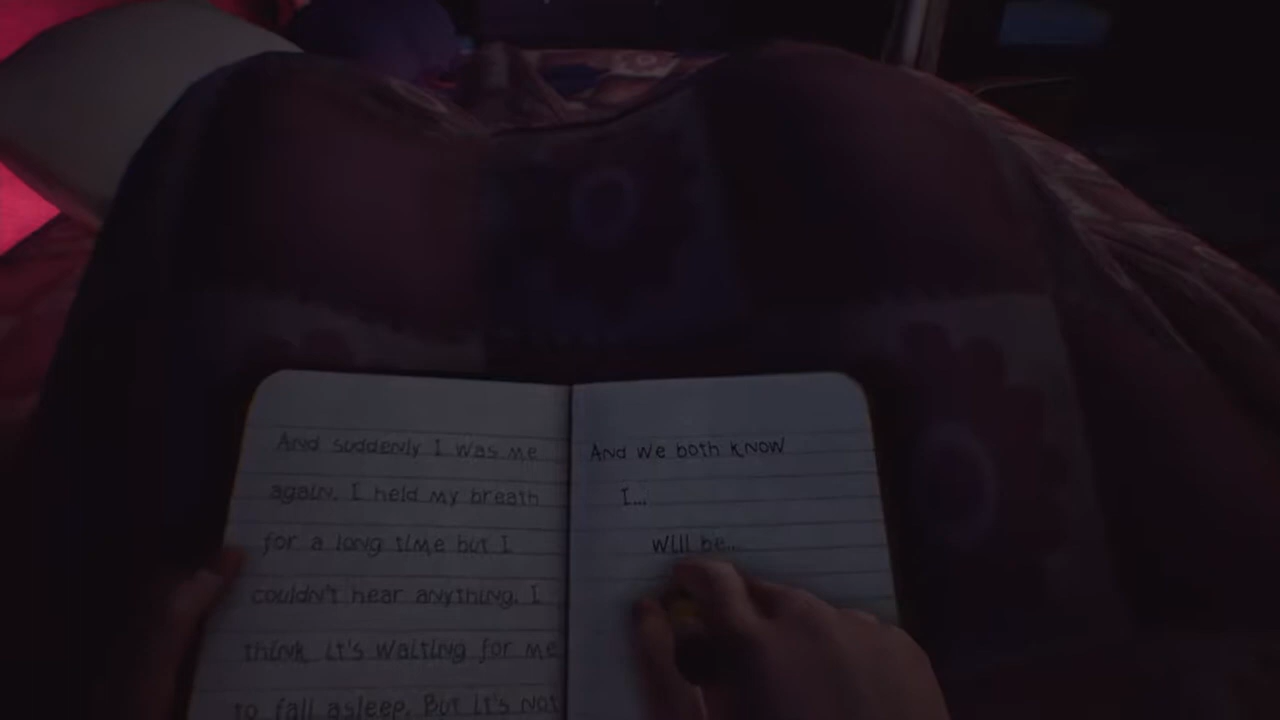 And suddenly I was me
again. I held my breath
for a long time but I
couldn't hear anything. I
think it's waiting for me
to fall asleep. But it's not
And we both know
I...
will be...